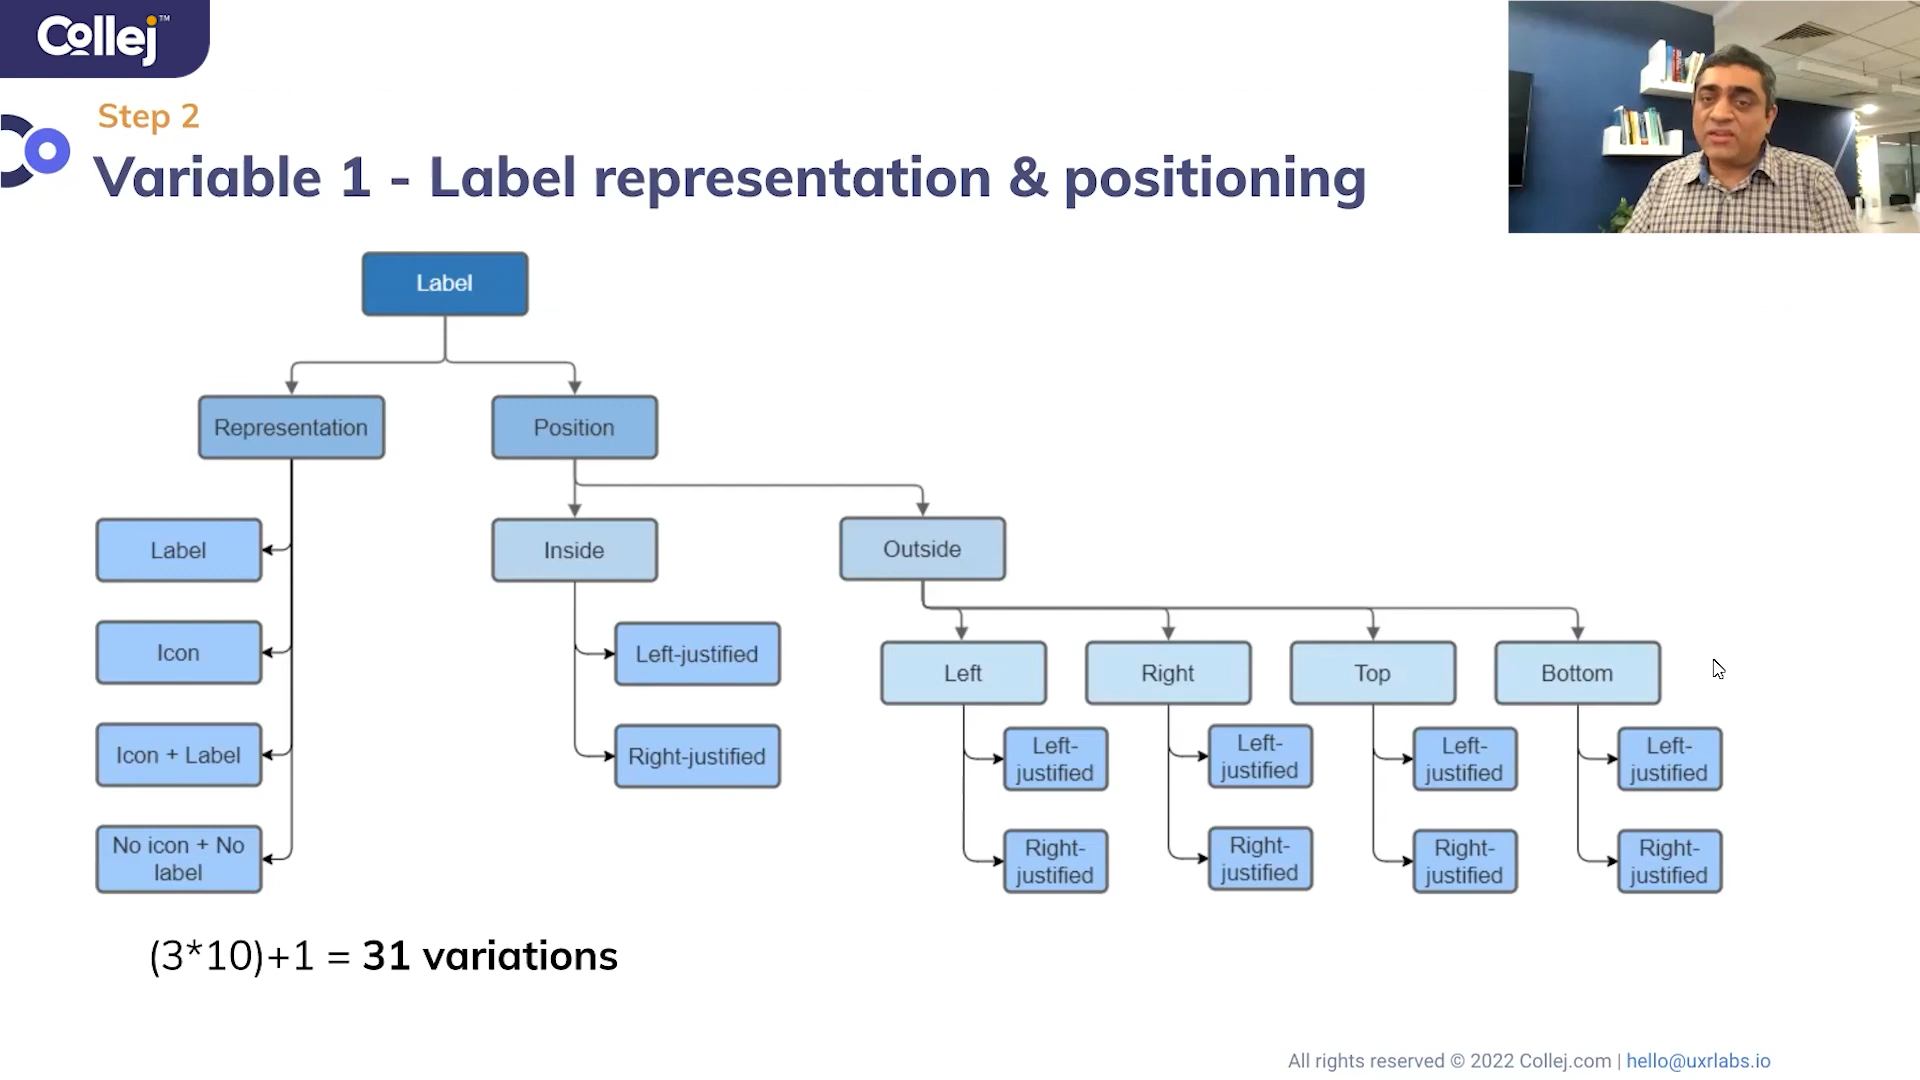 Collej™
Step 2
Variable 1 - Label representation & positioning
Label
Representation
Position
Label
Icon
Icon + Label
No icon + No
label
Inside
Left-justified
Right-justified
Outside
Left
Left-
justified
Right-
justified
Right
Left-
justified
Right-
justified
Top
Left-
justified
Right-
justified
Bottom
Left-
justified
Right-
justified
(3*10)+1 = 31 variations
All rights reserved © 2022 Collej.com | hello@uxrlabs.io